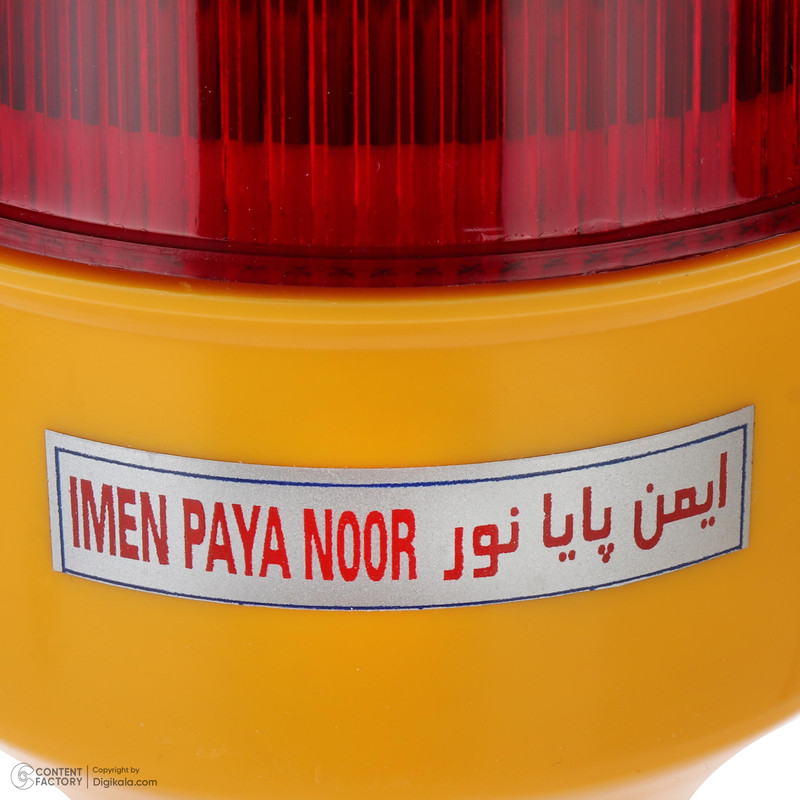 IMEN PAYA NOOR ایمن پایا نور
CONTENT FACTORY
Copyright by
Digikala.com